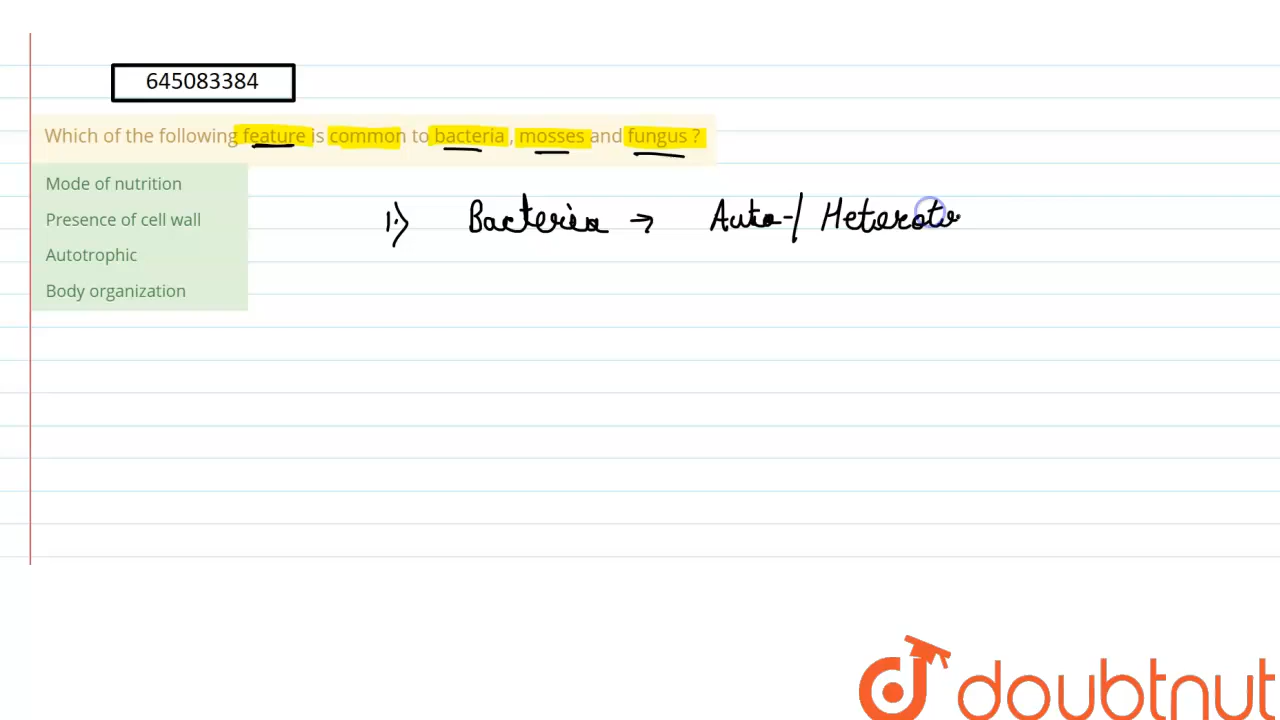 645083384
Which of the following feature is common to bacteria , mosses and fungus ?
Mode of nutrition
Presence of cell wall
Autotrophic
Body organization
1.) Bacteria → Auto-/ Heteroto
doubtnut